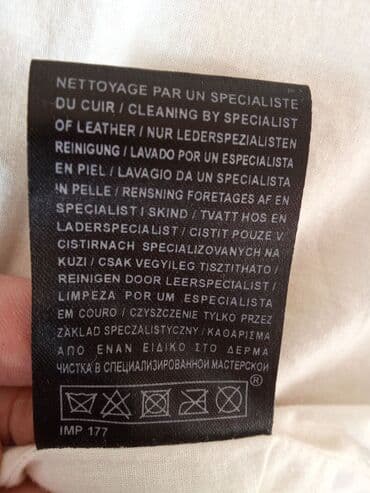 NETTOYAGE PAR UN SPECIALISTE
DU CUIR / CLEANING BY SPECIALIST
OF LEATHER / NUR LEDERSPEZIALISTEN
REINIGUNG / LAVADO POR UN ESPECIALISTA
EN PIEL / LAVAGIO DA UN SPECIALISTA
IN PELLE / RENSNING FORETAGES AF EN
SPECIALIST I SKIND / TVATT HOS EN
LADERSPECIALIST / CISTIT POUZE V
CISTIRNACH SPECIALIZOVANYCH NA
KUZI / CSAK VEGYILEG TISZTITHATO /
REINIGEN DOOR LEERSPECIALIST /
LIMPEZA POR UM ESPECIALISTA
EM COURO / CZYSZCZENIE TYLKO PRZEZ
ZAKLAD SPECZALISTYCZNY / ΚΑΘΑΡΙΣΜΑ
ΑΠΟ ΕΝΑΝ ΕΙΔΙΚΟ ΣΤΟ ΔΕΡΜΑ
ЧИСТКА В СПЕЦИАЛИЗИРОВАННОЙ МАСТЕРСКОЙ
®
IMP 177